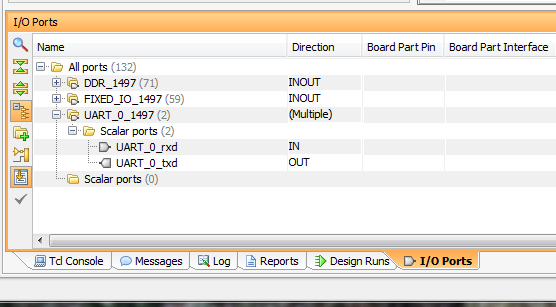 I/O Ports
Name Direction Board Part Pin Board Part Interface
All ports (132)
DDR_1497 (71) INOUT
FIXED_IO_1497 (59) INOUT
UART_0_1497 (2) (Multiple)
Scalar ports (2)
UART_0_rxd IN
UART_0_txd OUT
Scalar ports (0)
Tcl Console Messages Log Reports Design Runs I/O Ports